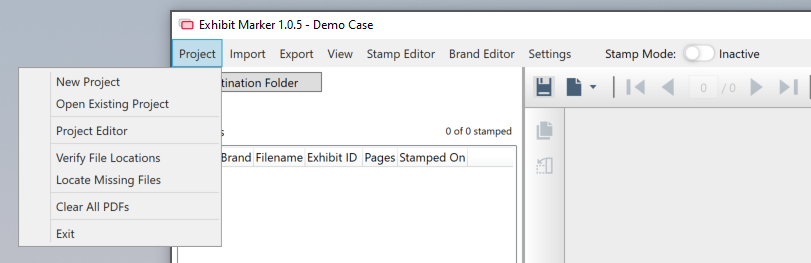 Exhibit Marker 1.0.5 - Demo Case
Project Import Export View Stamp Editor Brand Editor Settings Stamp Mode: Inactive
New Project
Open Existing Project
Project Editor
Verify File Locations
Locate Missing Files
Clear All PDFs
Exit
tination Folder
s 0 of 0 stamped
Brand Filename Exhibit ID Pages Stamped On
0 / 0